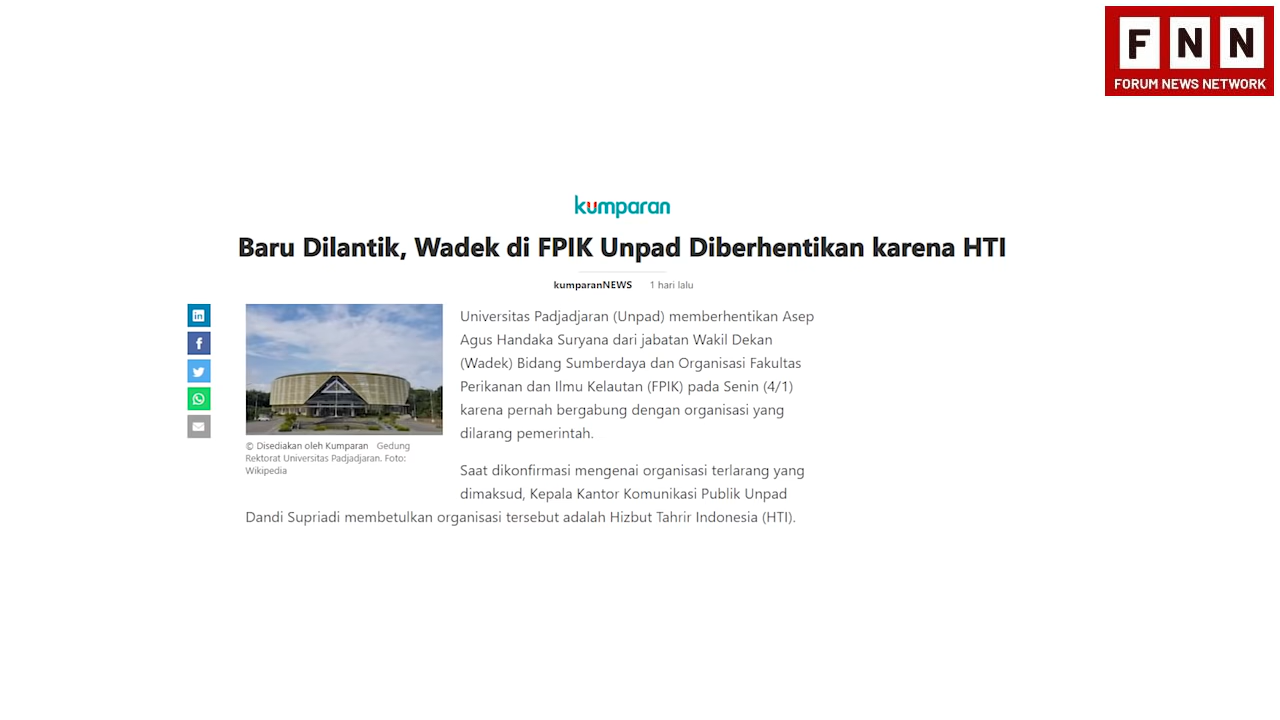 FNN
FORUM NEWS NETWORK
kumparan
Baru Dilantik, Wadek di FPIK Unpad Diberhentikan karena HTI
kumparanNEWS 1 hari lalu
Universitas Padjadjaran (Unpad) memberhentikan Asep
Agus Handaka Suryana dari jabatan Wakil Dekan
(Wadek) Bidang Sumberdaya dan Organisasi Fakultas
Perikanan dan Ilmu Kelautan (FPIK) pada Senin (4/1)
karena pernah bergabung dengan organisasi yang
dilarang pemerintah.
© Disediakan oleh Kumparan Gedung
Rektorat Universitas Padjadjaran. Foto:
Wikipedia
Saat dikonfirmasi mengenai organisasi terlarang yang
dimaksud, Kepala Kantor Komunikasi Publik Unpad
Dandi Supriadi membetulkan organisasi tersebut adalah Hizbut Tahrir Indonesia (HTI).